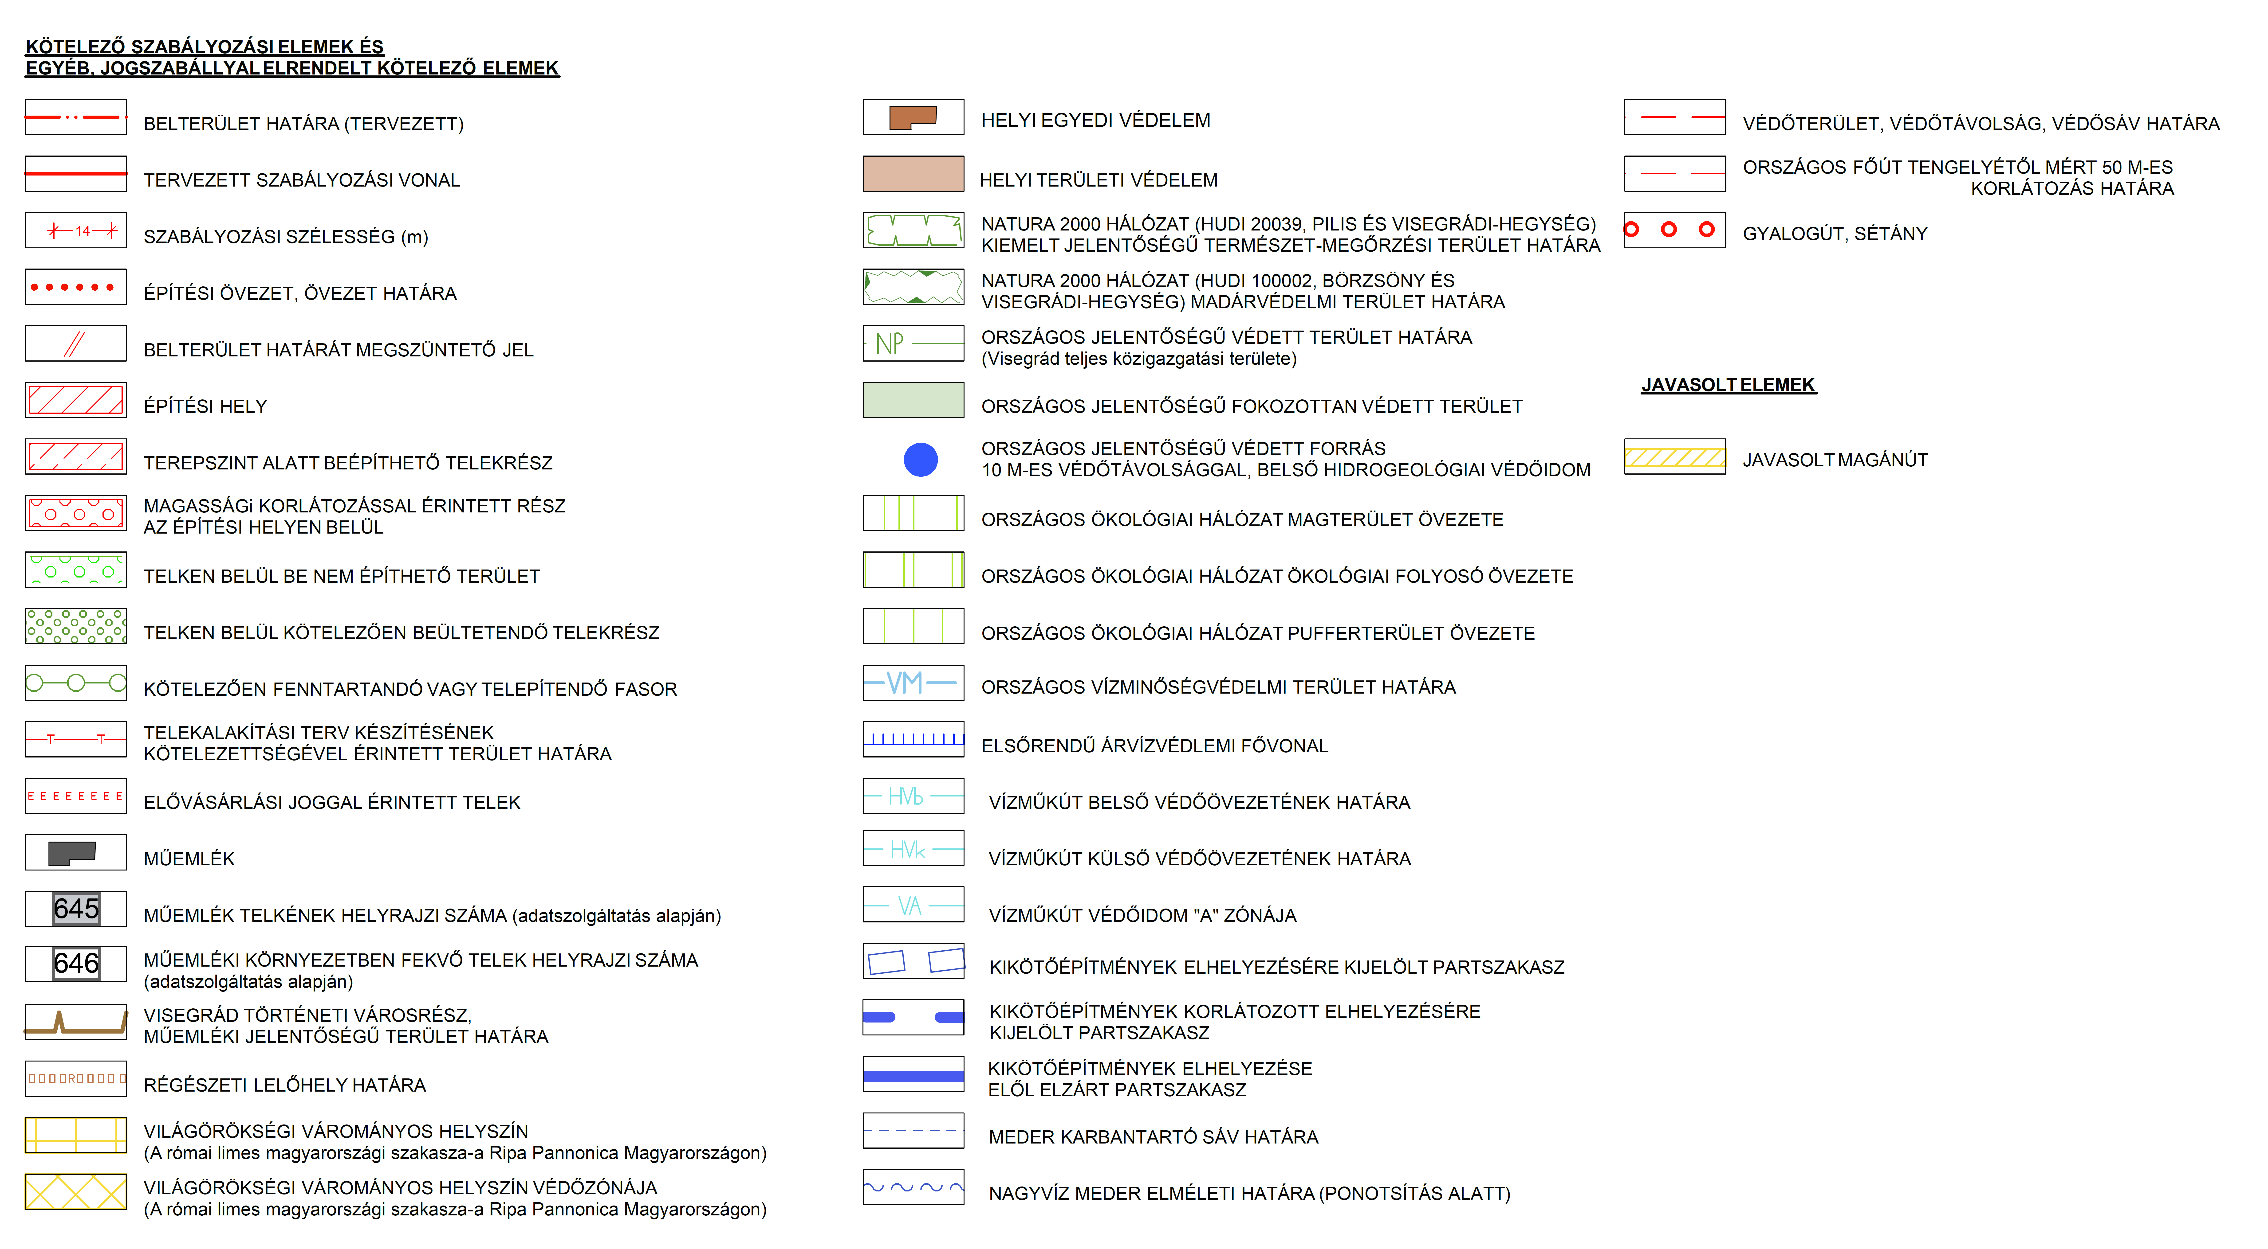 KÖTELEZŐ SZABÁLYOZÁSI ELEMEK ÉS
EGYÉB, JOGSZABÁLLYAL ELRENDELT KÖTELEZŐ ELEMEK
BELTERÜLET HATÁRA (TERVEZETT)
TERVEZETT SZABÁLYOZÁSI VONAL
14
SZABÁLYOZÁSI SZÉLESSÉG (m)
ÉPÍTÉSI ÖVEZET, ÖVEZET HATÁRA
BELTERÜLET HATÁRÁT MEGSZÜNTETŐ JEL
ÉPÍTÉSI HELY
TEREPSZINT ALATT BEÉPÍTHETŐ TELEKRÉSZ
MAGASSÁGi KORLÁTOZÁSSAL ÉRINTETT RÉSZ
AZ ÉPÍTÉSI HELYEN BELÜL
TELKEN BELÜL BE NEM ÉPÍTHETŐ TERÜLET
TELKEN BELÜL KÖTELEZŐEN BEÜLTETENDŐ TELEKRÉSZ
KÖTELEZŐEN FENNTARTANDÓ VAGY TELEPÍTENDŐ FASOR
T T
TELEKALAKÍTÁSI TERV KÉSZÍTÉSÉNEK
KÖTELEZETTSÉGÉVEL ÉRINTETT TERÜLET HATÁRA
E E E E E E E E
ELŐVÁSÁRLÁSI JOGGAL ÉRINTETT TELEK
MŰEMLÉK
645
MŰEMLÉK TELKÉNEK HELYRAJZI SZÁMA (adatszolgáltatás alapján)
646
MŰEMLÉKI KÖRNYEZETBEN FEKVŐ TELEK HELYRAJZI SZÁMA
(adatszolgáltatás alapján)
VISEGRÁD TÖRTÉNETI VÁROSRÉSZ,
MŰEMLÉKI JELENTŐSÉGŰ TERÜLET HATÁRA
R
RÉGÉSZETI LELŐHELY HATÁRA
VILÁGÖRÖKSÉGI VÁROMÁNYOS HELYSZÍN
(A római limes magyarországi szakasza-a Ripa Pannonica Magyarországon)
VILÁGÖRÖKSÉGI VÁROMÁNYOS HELYSZÍN VÉDŐZÓNÁJA
(A római limes magyarországi szakasza-a Ripa Pannonica Magyarországon)
HELYI EGYEDI VÉDELEM
HELYI TERÜLETI VÉDELEM
NATURA 2000 HÁLÓZAT (HUDI 20039, PILIS ÉS VISEGRÁDI-HEGYSÉG)
KIEMELT JELENTŐSÉGŰ TERMÉSZET-MEGŐRZÉSI TERÜLET HATÁRA
NATURA 2000 HÁLÓZAT (HUDI 100002, BÖRZSÖNY ÉS
VISEGRÁDI-HEGYSÉG) MADÁRVÉDELMI TERÜLET HATÁRA
NP
ORSZÁGOS JELENTŐSÉGŰ VÉDETT TERÜLET HATÁRA
(Visegrád teljes közigazgatási területe)
ORSZÁGOS JELENTŐSÉGŰ FOKOZOTTAN VÉDETT TERÜLET
ORSZÁGOS JELENTŐSÉGŰ VÉDETT FORRÁS
10 M-ES VÉDŐTÁVOLSÁGGAL, BELSŐ HIDROGEOLÓGIAI VÉDŐIDOM
ORSZÁGOS ÖKOLÓGIAI HÁLÓZAT MAGTERÜLET ÖVEZETE
ORSZÁGOS ÖKOLÓGIAI HÁLÓZAT ÖKOLÓGIAI FOLYOSÓ ÖVEZETE
ORSZÁGOS ÖKOLÓGIAI HÁLÓZAT PUFFERTERÜLET ÖVEZETE
VM
ORSZÁGOS VÍZMINŐSÉGVÉDELMI TERÜLET HATÁRA
ELSŐRENDŰ ÁRVÍZVÉDLEMI FŐVONAL
HVb
VÍZMŰKÚT BELSŐ VÉDŐÖVEZETÉNEK HATÁRA
HVk
VÍZMŰKÚT KÜLSŐ VÉDŐÖVEZETÉNEK HATÁRA
VA
VÍZMŰKÚT VÉDŐIDOM "A" ZÓNÁJA
KIKÖTŐÉPÍTMÉNYEK ELHELYEZÉSÉRE KIJELÖLT PARTSZAKASZ
KIKÖTŐÉPÍTMÉNYEK KORLÁTOZOTT ELHELYEZÉSÉRE
KIJELÖLT PARTSZAKASZ
KIKÖTŐÉPÍTMÉNYEK ELHELYEZÉSE
ELŐL ELZÁRT PARTSZAKASZ
MEDER KARBANTARTÓ SÁV HATÁRA
NAGYVÍZ MEDER ELMÉLETI HATÁRA (PONOTSÍTÁS ALATT)
VÉDŐTERÜLET, VÉDŐTÁVOLSÁG, VÉDŐSÁV HATÁRA
ORSZÁGOS FŐÚT TENGELYÉTŐL MÉRT 50 M-ES
KORLÁTOZÁS HATÁRA
GYALOGÚT, SÉTÁNY
JAVASOLT ELEMEK
JAVASOLT MAGÁNÚT